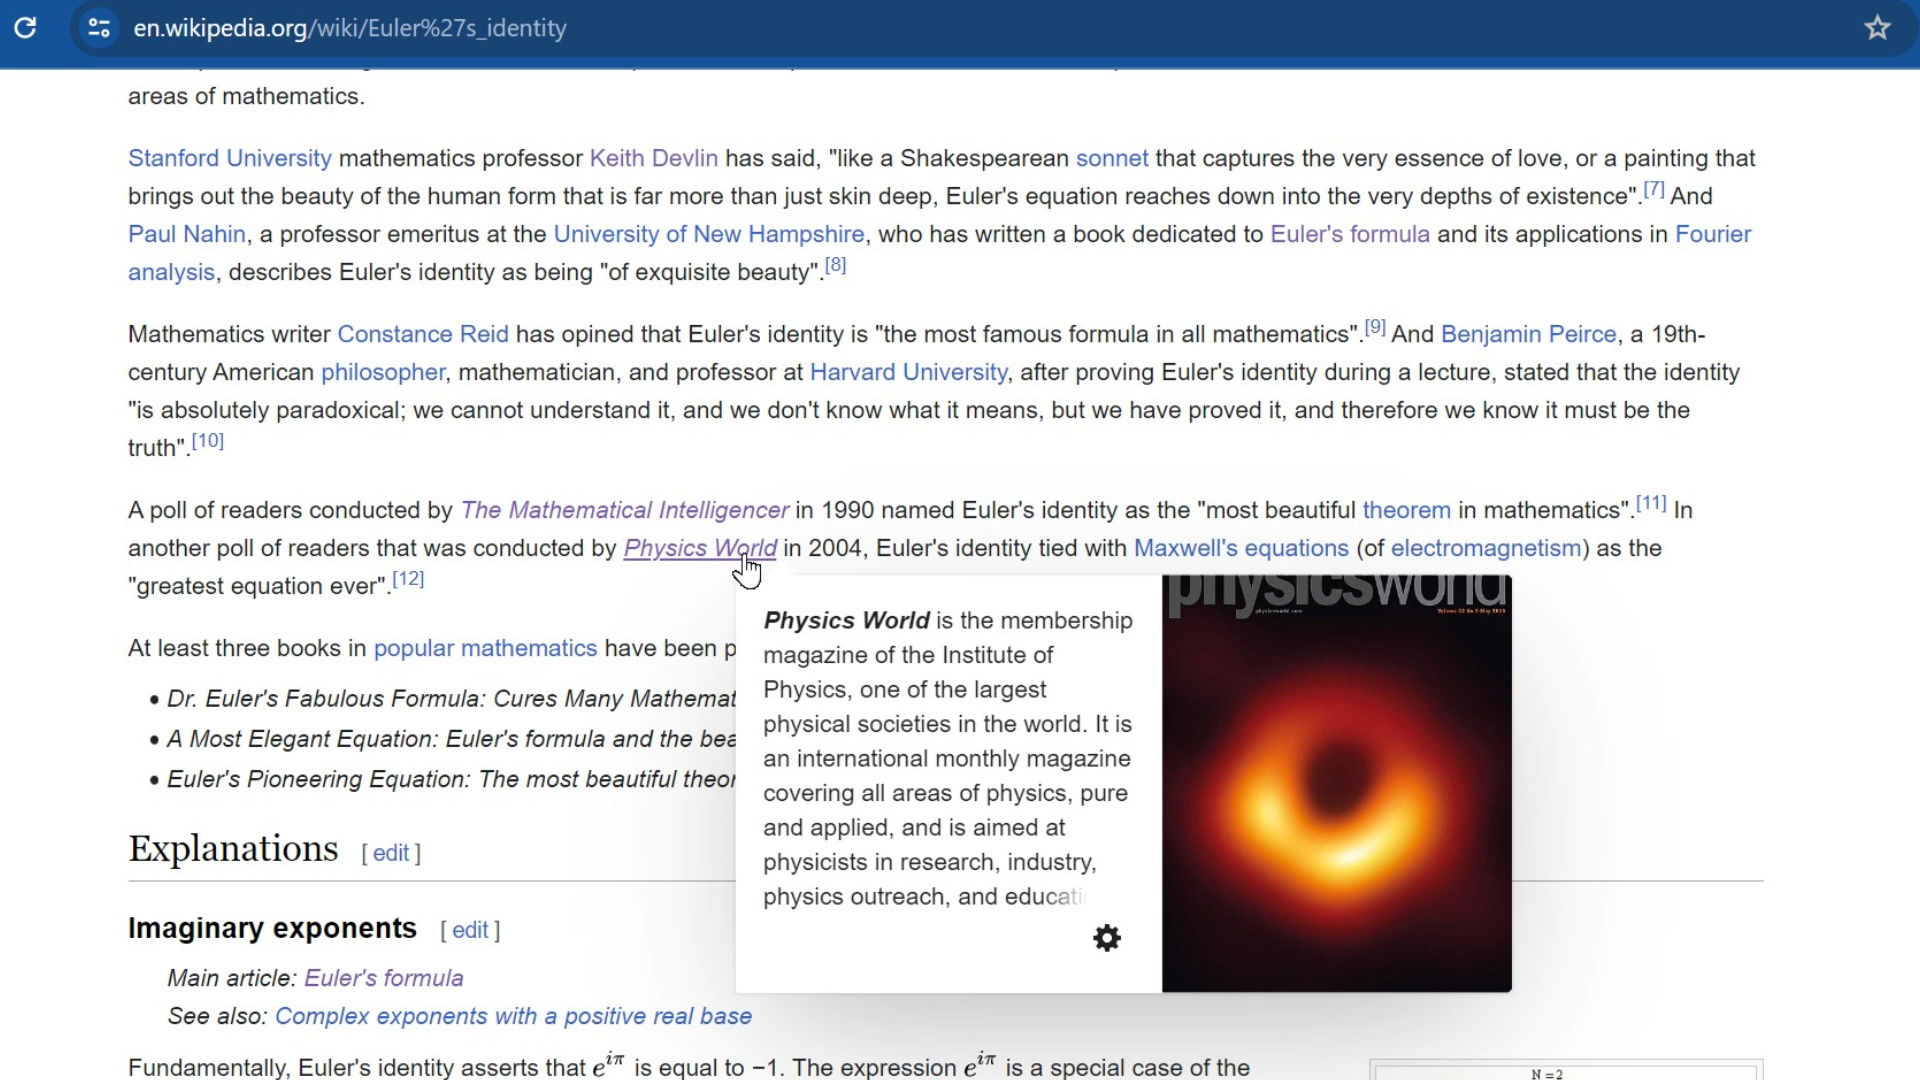 en.wikipedia.org/wiki/Euler%27s_identity
areas of mathematics.
Stanford University mathematics professor Keith Devlin has said, "like a Shakespearean sonnet that captures the very essence of love, or a painting that
brings out the beauty of the human form that is far more than just skin deep, Euler's equation reaches down into the very depths of existence".[7] And
Paul Nahin, a professor emeritus at the University of New Hampshire, who has written a book dedicated to Euler's formula and its applications in Fourier
analysis, describes Euler's identity as being "of exquisite beauty".[8]
Mathematics writer Constance Reid has opined that Euler's identity is "the most famous formula in all mathematics".[9] And Benjamin Peirce, a 19th-
century American philosopher, mathematician, and professor at Harvard University, after proving Euler's identity during a lecture, stated that the identity
"is absolutely paradoxical; we cannot understand it, and we don't know what it means, but we have proved it, and therefore we know it must be the
truth".[10]
A poll of readers conducted by The Mathematical Intelligencer in 1990 named Euler's identity as the "most beautiful theorem in mathematics".[11] In
another poll of readers that was conducted by Physics World in 2004, Euler's identity tied with Maxwell's equations (of electromagnetism) as the
"greatest equation ever".[12]
At least three books in popular mathematics have been p
• Dr. Euler's Fabulous Formula: Cures Many Mathemat
• A Most Elegant Equation: Euler's formula and the bea
• Euler's Pioneering Equation: The most beautiful theor
Physics World is the membership
magazine of the Institute of
Physics, one of the largest
physical societies in the world. It is
an international monthly magazine
covering all areas of physics, pure
and applied, and is aimed at
physicists in research, industry,
physics outreach, and educati
physicsworld
physicsworld.com
Volume 32 No 5 May 2019
Explanations [ edit ]
Imaginary exponents [ edit ]
Main article: Euler's formula
See also: Complex exponents with a positive real base
Fundamentally, Euler's identity asserts that e^iπ is equal to −1. The expression e^iπ is a special case of the
N = 2